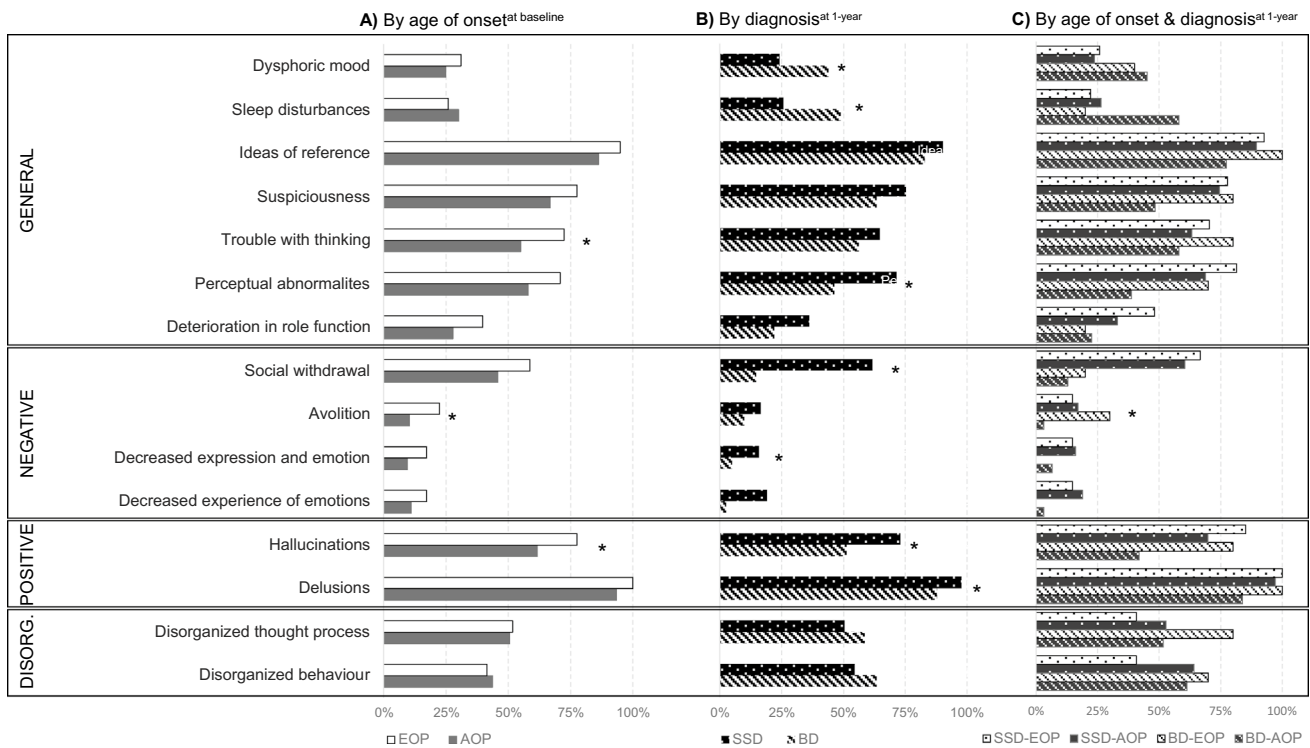 A) By age of onset at baseline
B) By diagnosis at 1-year
C) By age of onset & diagnosis at 1-year
GENERAL
Dysphoric mood
*
Sleep disturbances
*
Ideas of reference
Idea
Suspiciousness
Trouble with thinking
*
Perceptual abnormalites
Pe
*
Deterioration in role function
NEGATIVE
Social withdrawal
*
Avolition
*
*
Decreased expression and emotion
*
Decreased experience of emotions
POSITIVE
Hallucinations
*
*
Delusions
*
DISORG.
Disorganized thought process
Disorganized behaviour
0% 25% 50% 75% 100%
0% 25% 50% 75% 100%
0% 25% 50% 75% 100%
EOP AOP
SSD BD
SSD-EOP SSD-AOP BD-EOP BD-AOP